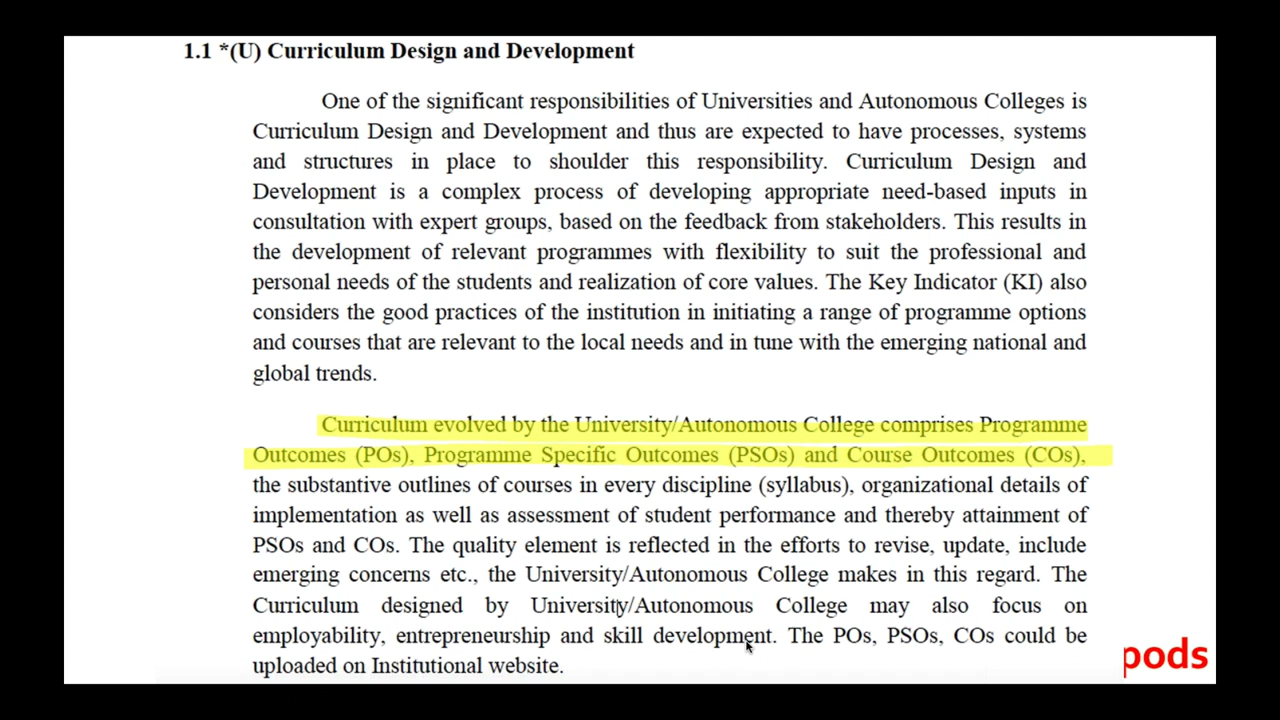 1.1 *(U) Curriculum Design and Development
One of the significant responsibilities of Universities and Autonomous Colleges is
Curriculum Design and Development and thus are expected to have processes, systems
and structures in place to shoulder this responsibility. Curriculum Design and
Development is a complex process of developing appropriate need-based inputs in
consultation with expert groups, based on the feedback from stakeholders. This results in
the development of relevant programmes with flexibility to suit the professional and
personal needs of the students and realization of core values. The Key Indicator (KI) also
considers the good practices of the institution in initiating a range of programme options
and courses that are relevant to the local needs and in tune with the emerging national and
global trends.
Curriculum evolved by the University/Autonomous College comprises Programme
Outcomes (POs), Programme Specific Outcomes (PSOs) and Course Outcomes (COs),
the substantive outlines of courses in every discipline (syllabus), organizational details of
implementation as well as assessment of student performance and thereby attainment of
PSOs and COs. The quality element is reflected in the efforts to revise, update, include
emerging concerns etc., the University/Autonomous College makes in this regard. The
Curriculum designed by University/Autonomous College may also focus on
employability, entrepreneurship and skill development. The POs, PSOs, COs could be
uploaded on Institutional website.
pods